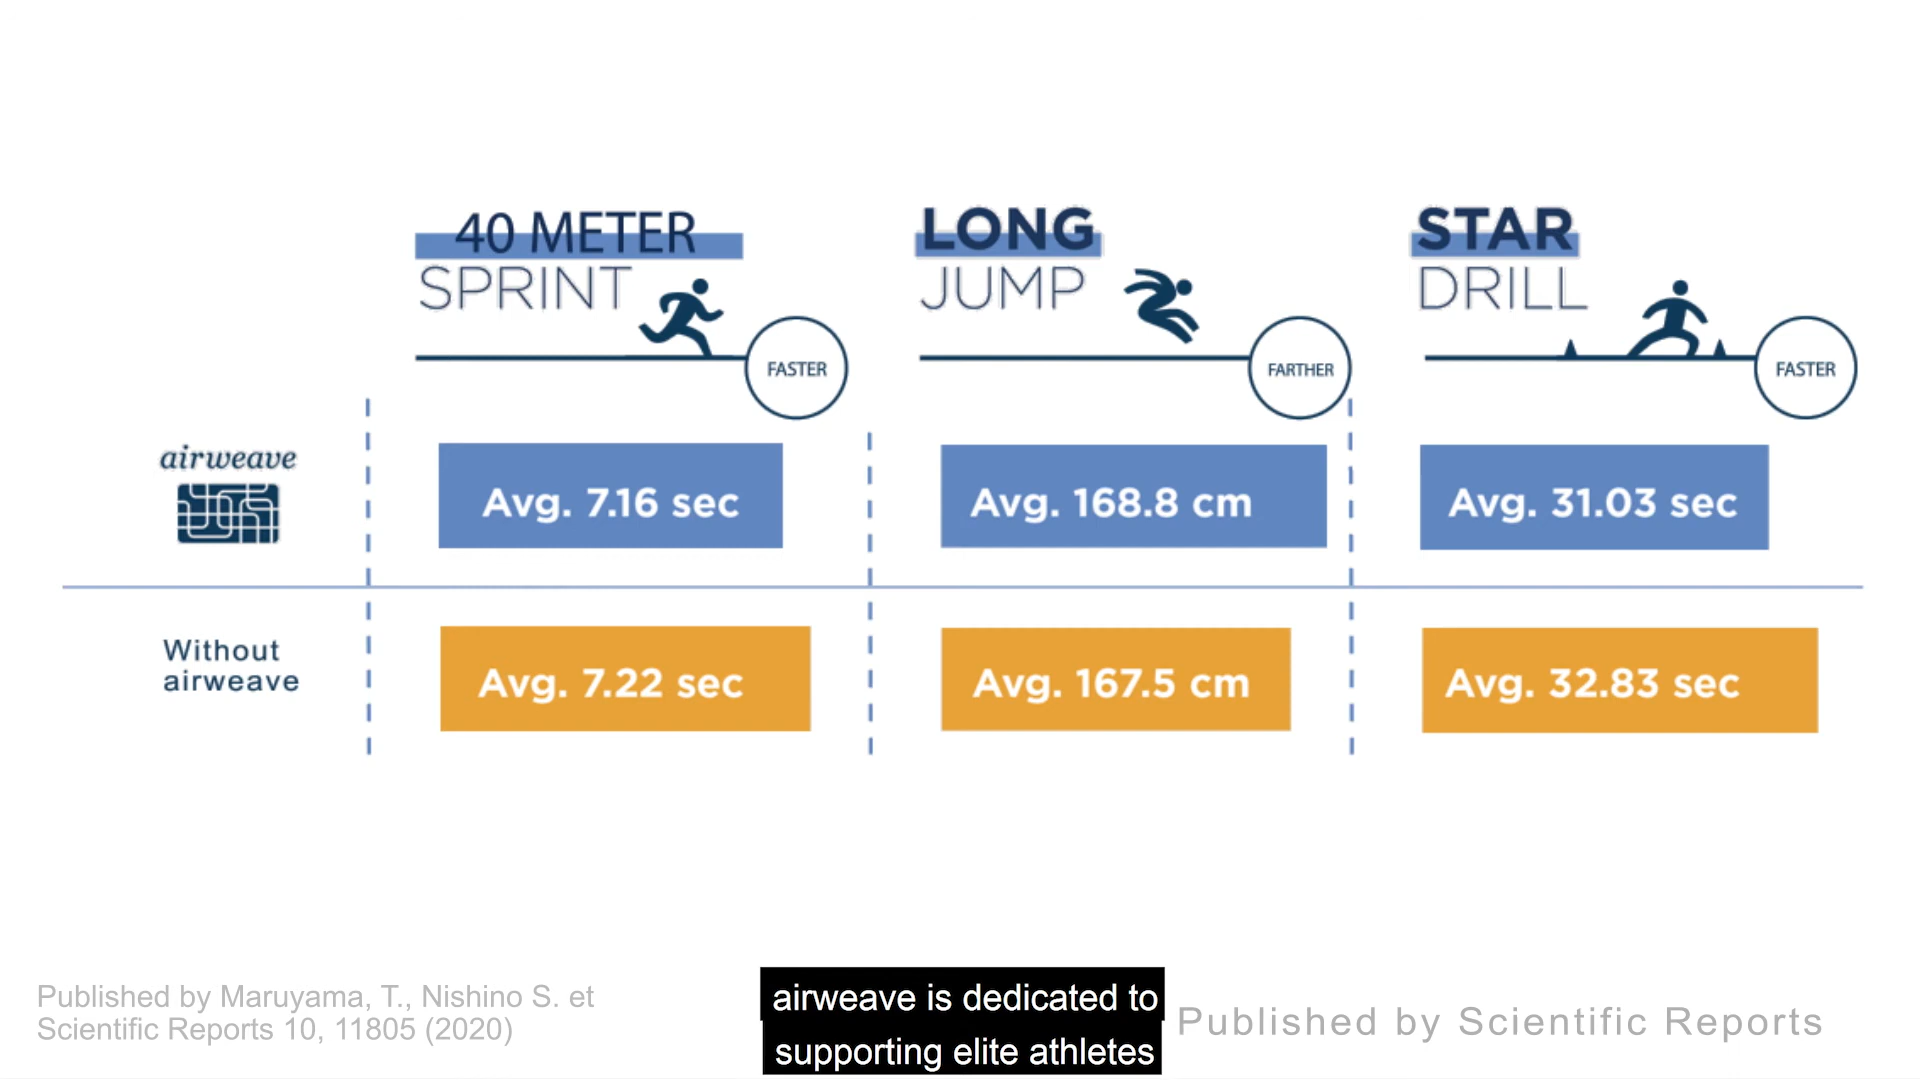 40 METER
SPRINT
FASTER
LONG
JUMP
FARTHER
STAR
DRILL
FASTER
airweave
Avg. 7.16 sec
Avg. 168.8 cm
Avg. 31.03 sec
Without
airweave
Avg. 7.22 sec
Avg. 167.5 cm
Avg. 32.83 sec
Published by Maruyama, T., Nishino S. et
Scientific Reports 10, 11805 (2020)
airweave is dedicated to
supporting elite athletes
Published by Scientific Reports